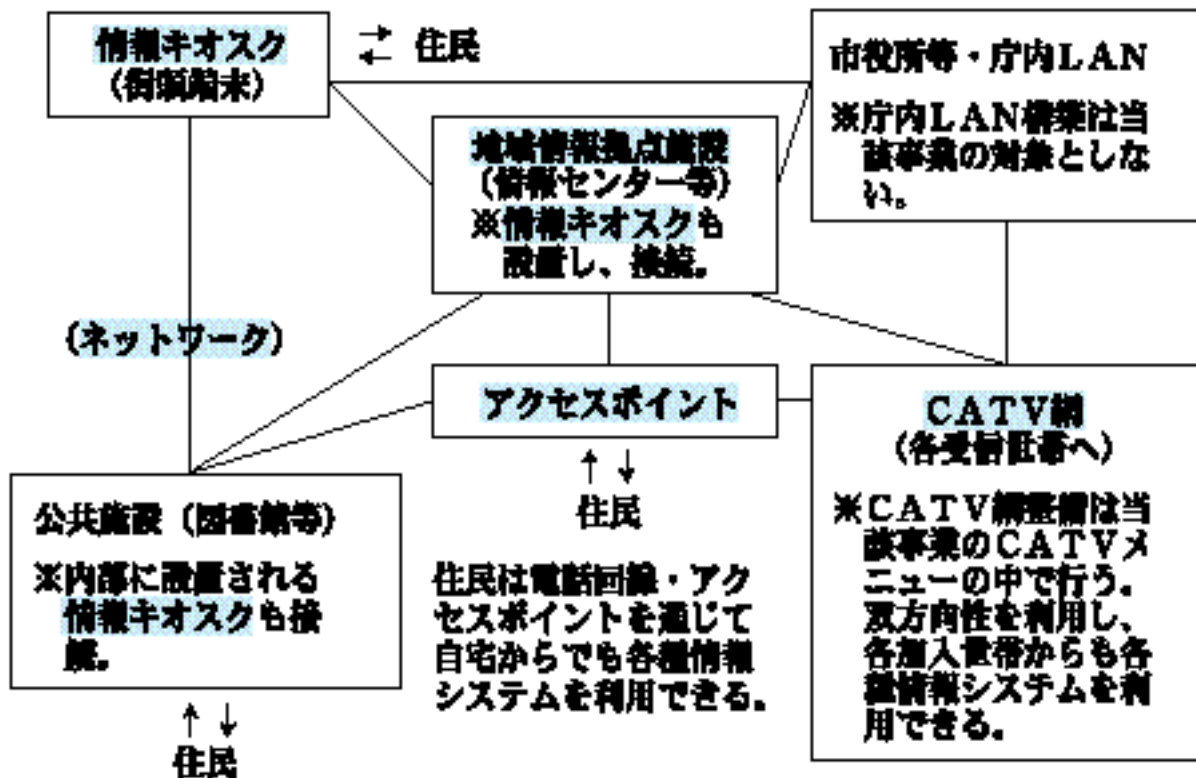 情報キオスク
(街頭端末)
→
← 住民
市役所等・庁内LAN
※庁内LAN構築は当
該事業の対象としな
い。
地域情報拠点施設
(情報センター等)
※情報キオスクも
設置し、接続。
(ネットワーク)
アクセスポイント
↑ ↓
住民
住民は電話回線・アク
セスポイントを通じて
自宅からでも各種情報
システムを利用できる。
CATV網
(各受信世帯へ)
※CATV網整備は当
該事業のCATVメ
ニューの中で行う。
双方向性を利用し、
各加入世帯からも各
種情報システムを利
用できる。
公共施設(図書館等)
※内部に設置される
情報キオスクも接
続。
↑ ↓
住民